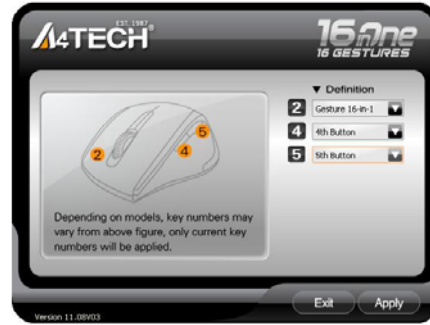 EST. 1987
A4TECH®
16 in One
16 GESTURES
▼ Definition
2 Gesture 16-in-1
4 4th Button
5 5th Button
5
4
2
Depending on models, key numbers may
vary from above figure, only current key
numbers will be applied.
Exit Apply
Version 11.08V03